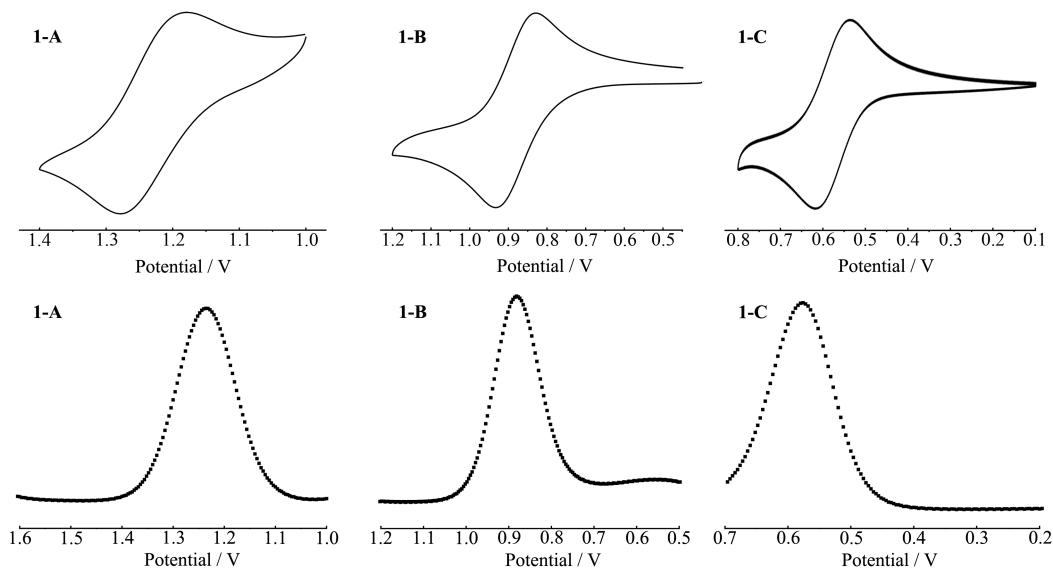 1-A 1-B 1-C
1.4 1.3 1.2 1.1 1.0 1.2 1.1 1.0 0.9 0.8 0.7 0.6 0.5 0.8 0.7 0.6 0.5 0.4 0.3 0.2 0.1
Potential / V Potential / V Potential / V
1-A 1-B 1-C
1.6 1.5 1.4 1.3 1.2 1.1 1.0 1.2 1.1 1.0 0.9 0.8 0.7 0.6 0.5 0.7 0.6 0.5 0.4 0.3 0.2
Potential / V Potential / V Potential / V